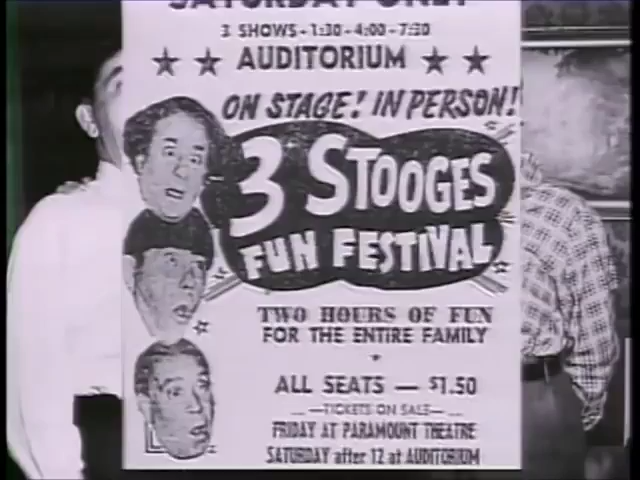 SATURDAY ONLY
3 SHOWS - 1:30 - 4:00 - 7:30
AUDITORIUM
ON STAGE! IN PERSON!
3 STOOGES
FUN FESTIVAL
TWO HOURS OF FUN
FOR THE ENTIRE FAMILY
ALL SEATS — $1.50
... —TICKETS ON SALE— ...
FRIDAY AT PARAMOUNT THEATRE
SATURDAY after 12 at AUDITORIUM